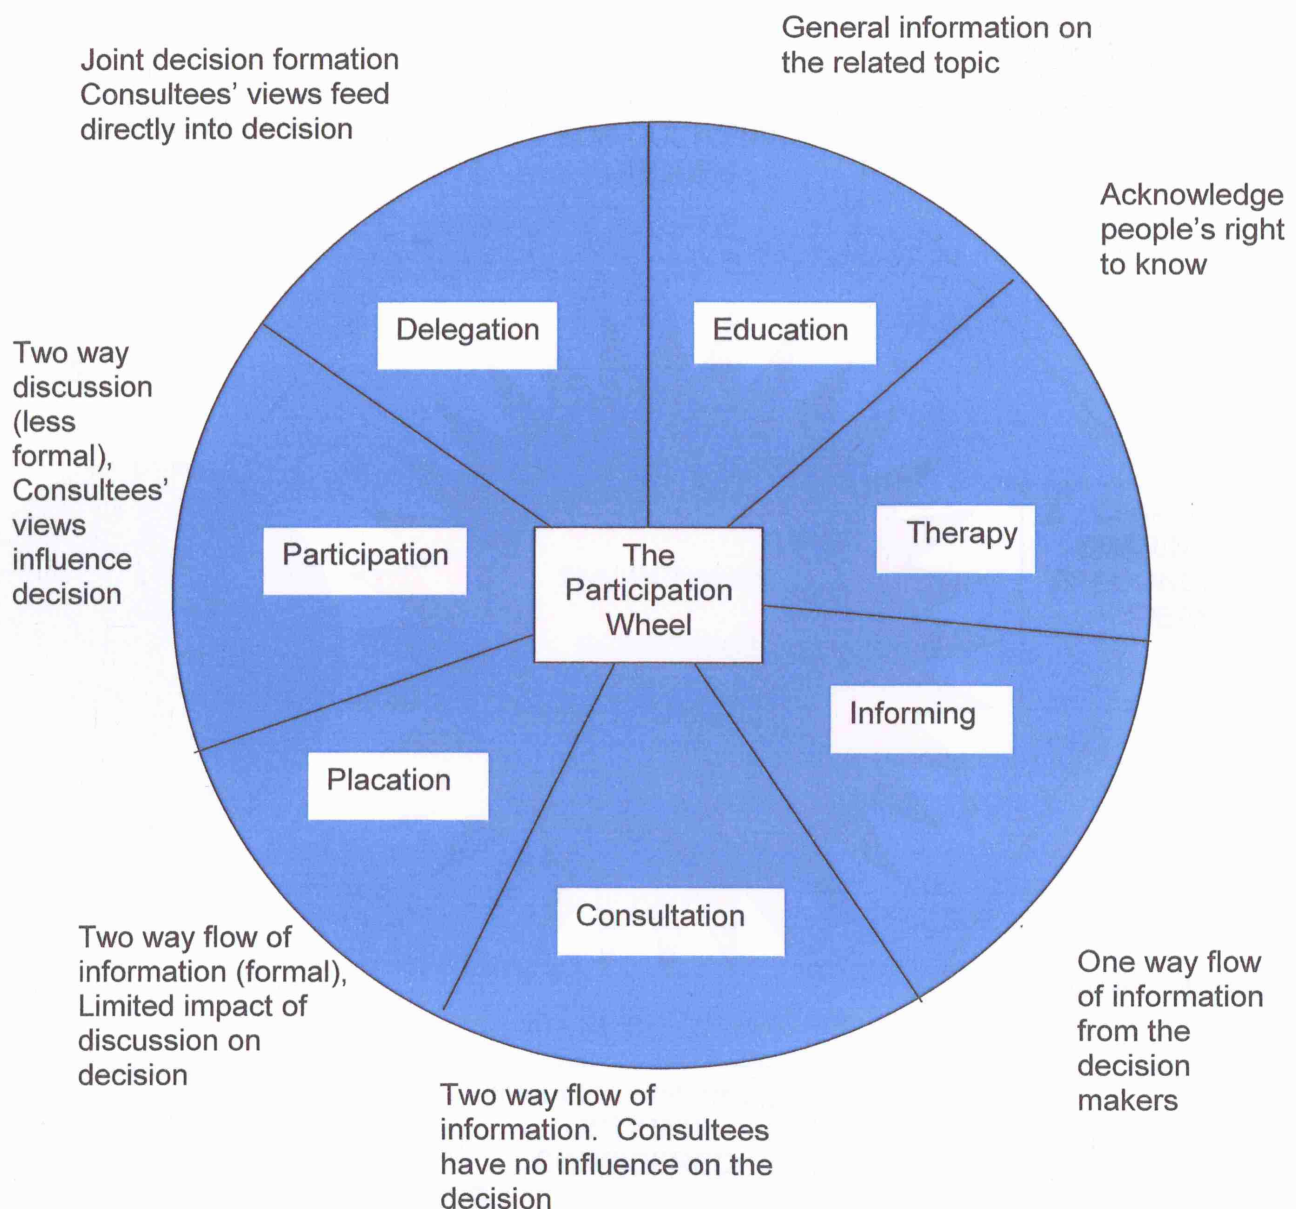 General information on
the related topic
Joint decision formation
Consultees' views feed
directly into decision
Acknowledge
people's right
to know
Delegation
Education
Two way
discussion
(less
formal),
Consultees'
views
influence
decision
Participation
The
Participation
Wheel
Therapy
Informing
Placation
Consultation
Two way flow of
information (formal),
Limited impact of
discussion on
decision
One way flow
of information
from the
decision
makers
Two way flow of
information.  Consultees
have no influence on the
decision